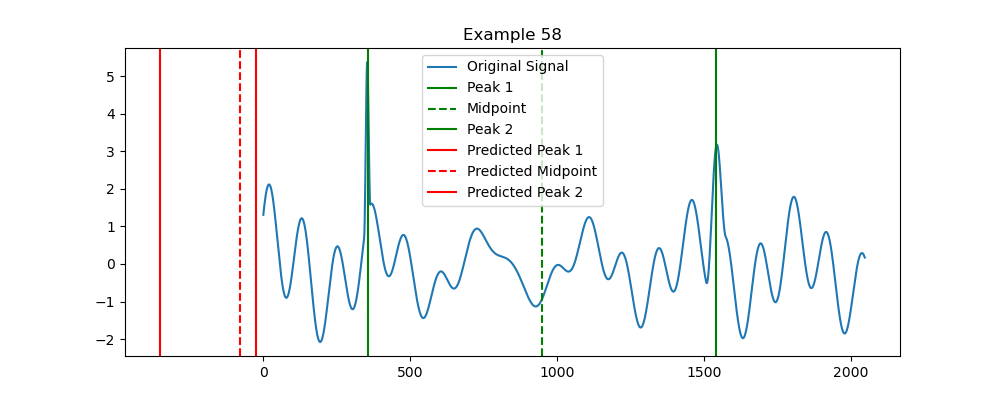 Example 58
Original Signal
Peak 1
Midpoint
Peak 2
Predicted Peak 1
Predicted Midpoint
Predicted Peak 2
5
4
3
2
1
0
−1
−2
0 500 1000 1500 2000